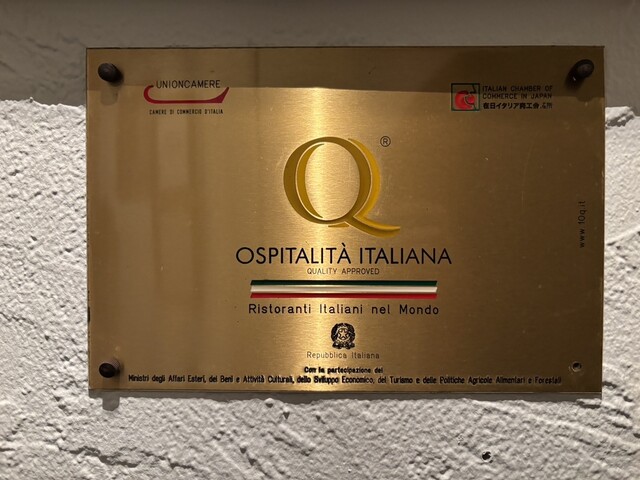 UNIONCAMERE
CAMERE DI COMMERCIO D'ITALIA
ITALIAN CHAMBER OF
COMMERCE IN JAPAN
在日イタリア商工会議所
Q®
OSPITALITÀ ITALIANA
QUALITY APPROVED
Ristoranti Italiani nel Mondo
Repubblica Italiana
Con la partecipazione dei
Ministri degli Affari Esteri, dei Beni e Attività Culturali, dello Sviluppo Economico, del Turismo e delle Politiche Agricole Alimentari e Forestali
www.10q.it